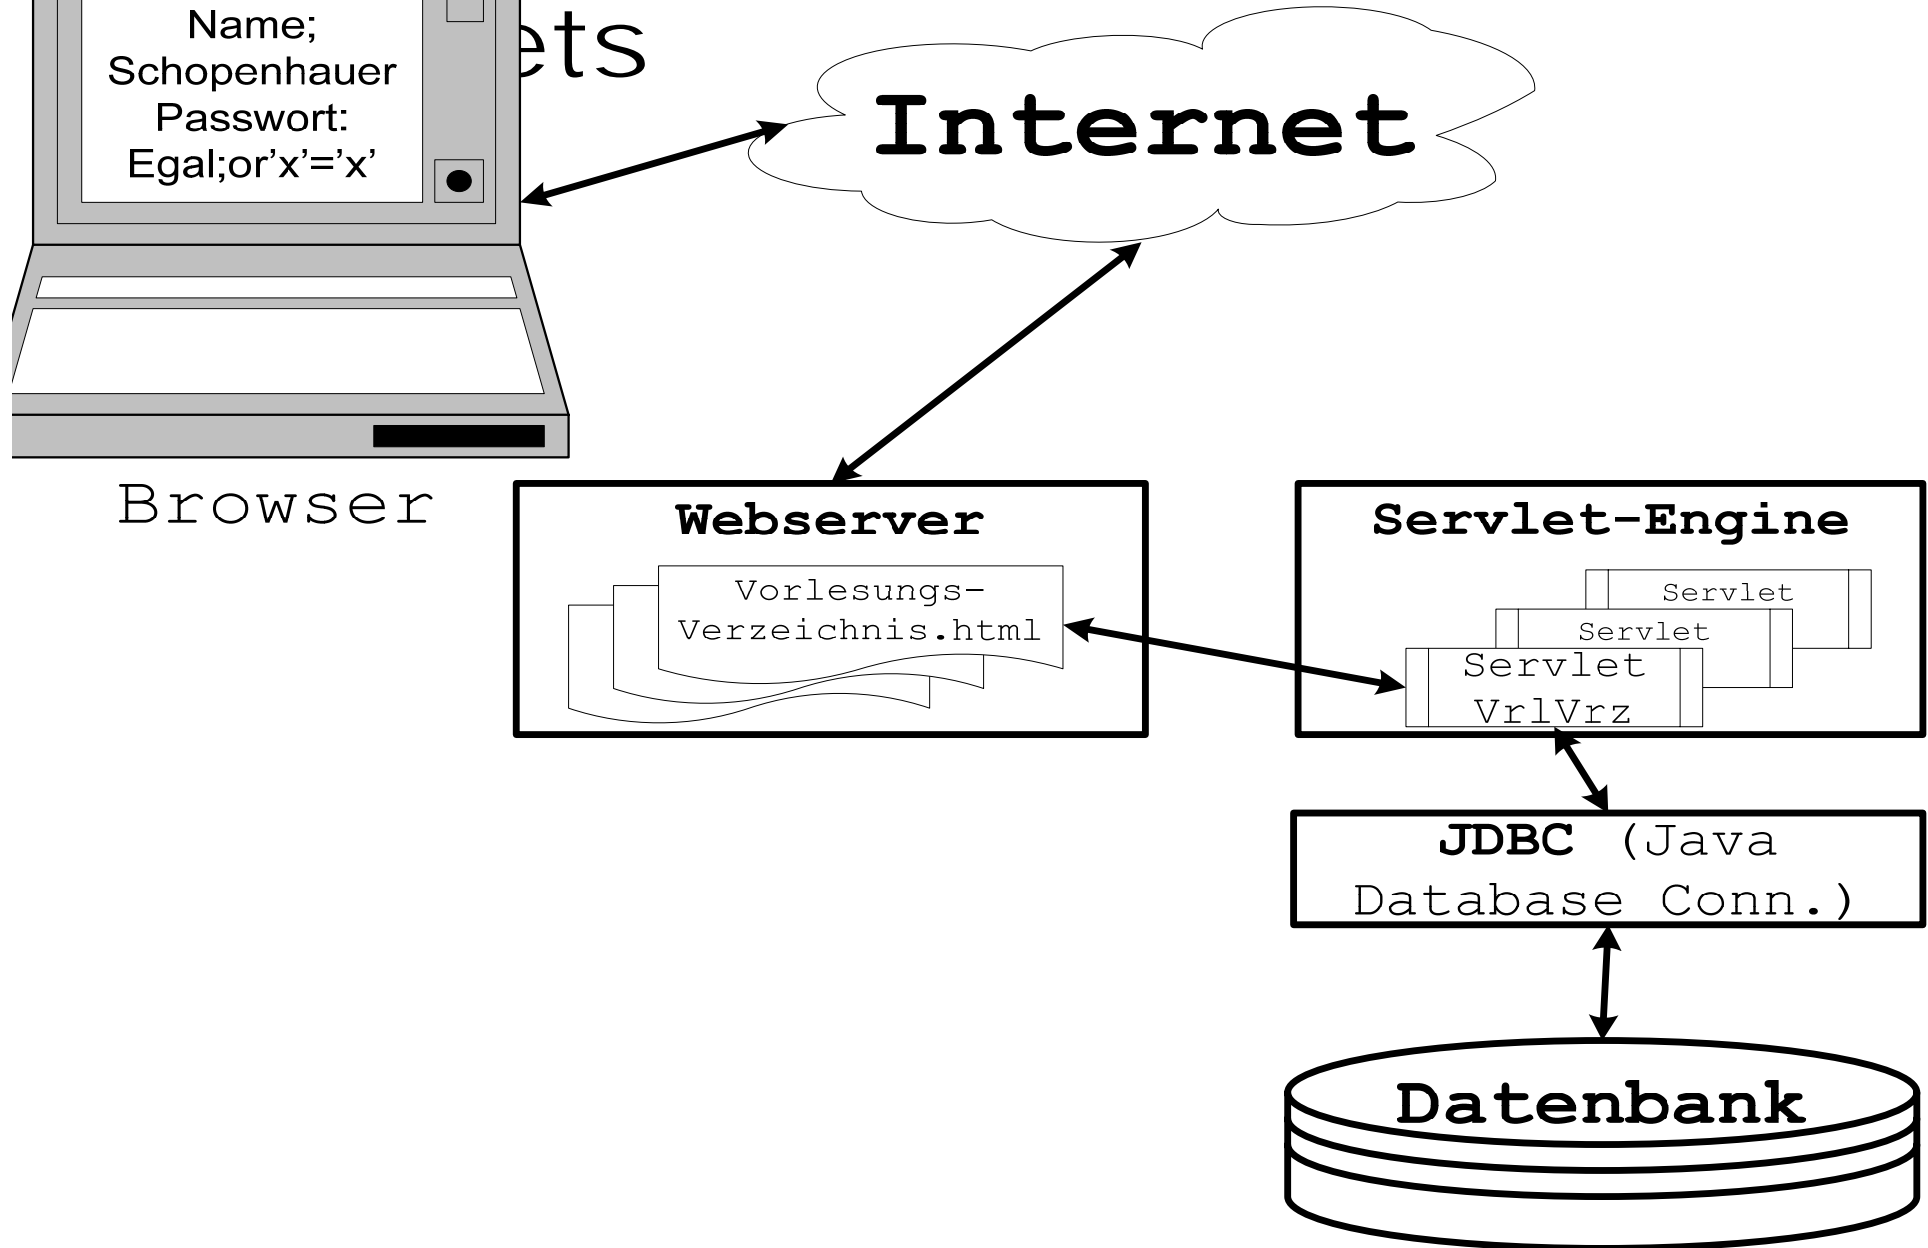 Name;
Schopenhauer
Passwort:
Egal;or’x’=’x’
ets
Internet
Browser
Webserver
Vorlesungs-
Verzeichnis.html
Servlet-Engine
Servlet
Servlet
Servlet
VrlVrz
JDBC (Java
Database Conn.)
Datenbank